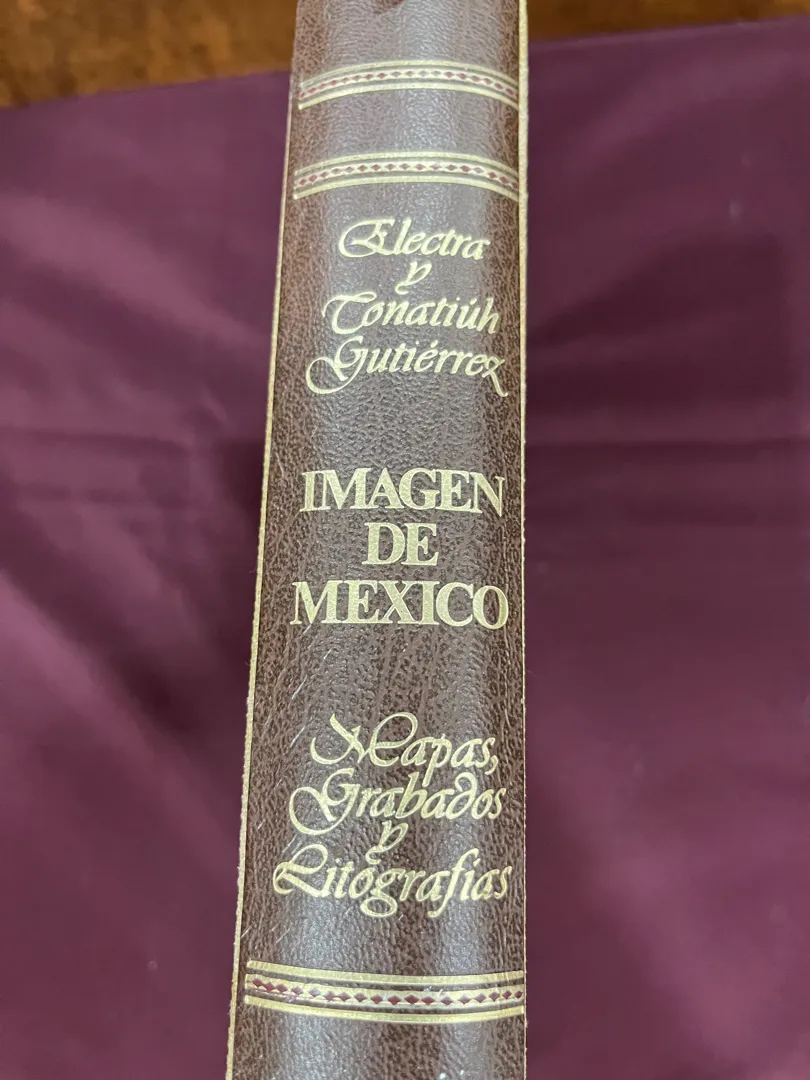 Electra
y
Tonatiúh
Gutiérrez
IMAGEN
DE
MEXICO
Mapas,
Grabados
y
Litografías